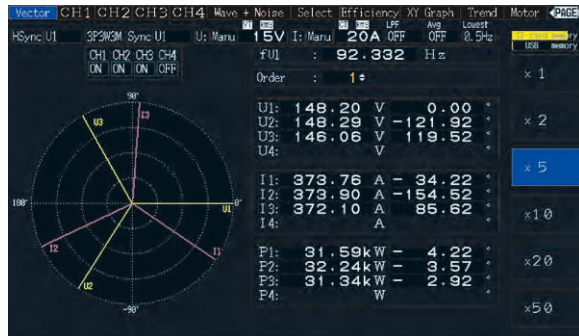 Vector CH1 CH2 CH3 CH4 Wave + Noise Select Efficiency XY Graph Trend Motor PAGE
HSync U1 3P3W3M Sync U1 U: Manu 15V I: Manu 20A LPF OFF Avg OFF Lowest 0.5Hz
USB memory
CH1 CH2 CH3 CH4
ON ON ON OFF
fU1 : 92.332 Hz
Order : 1
90°
180° 0°
-90°
U3
I3
U1
I1
I2
U2
U1: 148.20 V 0.00 °
U2: 148.29 V -121.92 °
U3: 146.06 V 119.52 °
U4: V °
I1: 373.76 A - 34.22 °
I2: 373.90 A -154.52 °
I3: 372.10 A 85.62 °
I4: A °
P1: 31.59kW - 4.22 °
P2: 32.24kW - 3.57 °
P3: 31.34kW - 2.92 °
P4: W °
× 1
× 2
× 5
×10
×20
×50